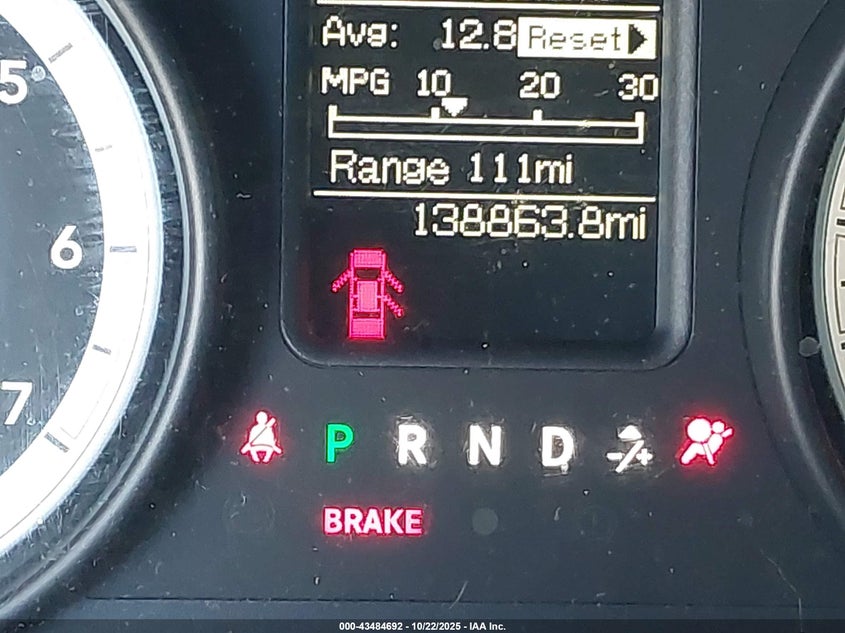 Avg: 12.8 Reset
MPG 10 20 30
Range 111mi
138863.8mi
5
6
7
P R N D -/+
BRAKE
000-43484692 - 10/22/2025 - IAA Inc.